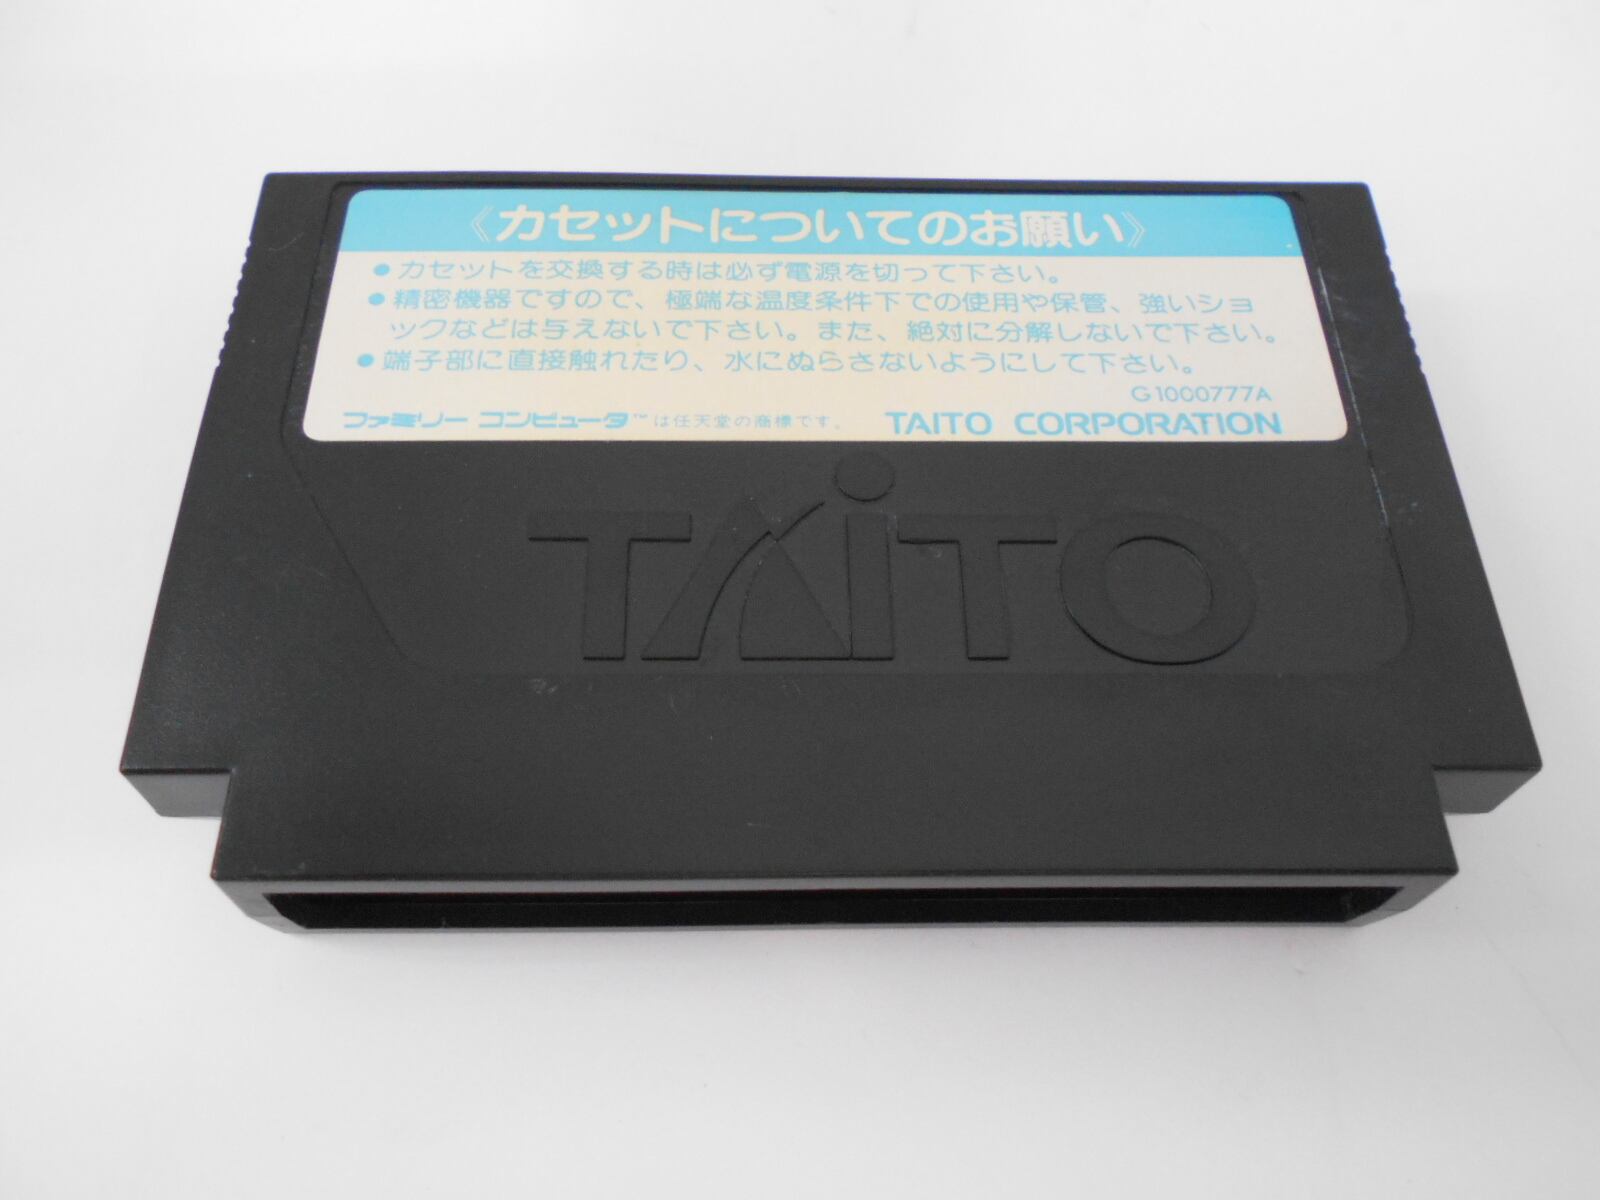 《カセットについてのお願い》
●カセットを交換する時は必ず電源を切って下さい。
●精密機器ですので、極端な温度条件下での使用や保管、強いショ
ックなどは与えないで下さい。また、絶対に分解しないで下さい。
●端子部に直接触れたり、水にぬらさないようにして下さい。
G1000777A
ファミリー コンピュータ™は任天堂の商標です。 TAITO CORPORATION
TAITO